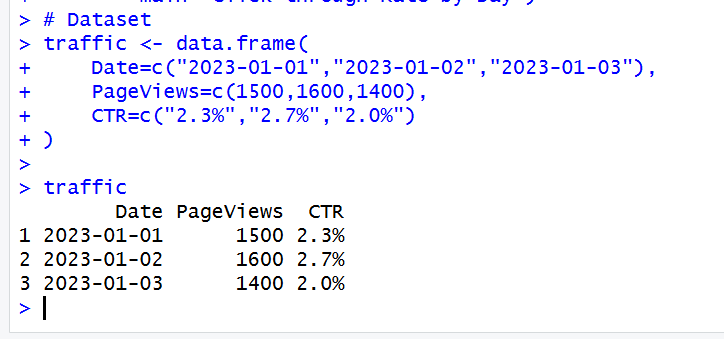 > # Dataset
> traffic <- data.frame(
+     Date=c("2023-01-01","2023-01-02","2023-01-03"),
+     PageViews=c(1500,1600,1400),
+     CTR=c("2.3%","2.7%","2.0%")
+ )
>
> traffic
        Date PageViews  CTR
1 2023-01-01      1500 2.3%
2 2023-01-02      1600 2.7%
3 2023-01-03      1400 2.0%
>